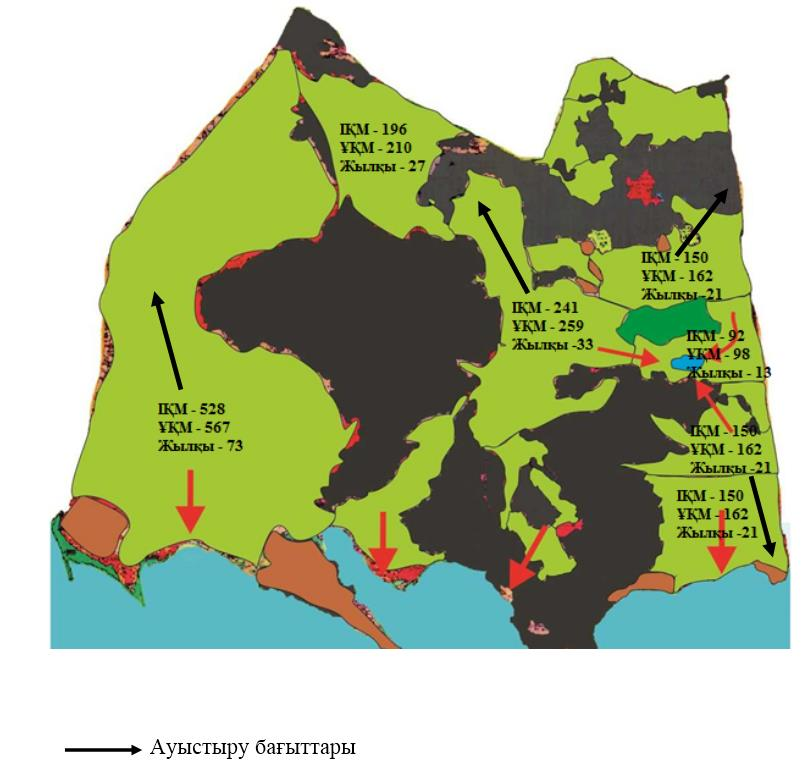 ІҚМ - 196
ҰҚМ - 210
Жылқы - 27
ІҚМ - 150
ҰҚМ - 162
Жылқы -21
ІҚМ - 241
ҰҚМ - 259
Жылқы -33
ІҚМ - 92
ҰҚМ - 98
Жылқы - 13
ІҚМ - 528
ҰҚМ - 567
Жылқы - 73
ІҚМ - 150
ҰҚМ - 162
Жылқы -21
ІҚМ - 150
ҰҚМ - 162
Жылқы -21
Ауыстыру бағыттары